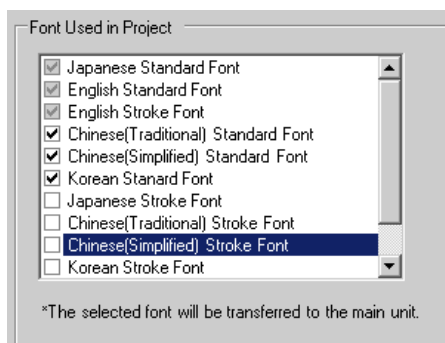 Font Used in Project
Japanese Standard Font
English Standard Font
English Stroke Font
Chinese(Traditional) Standard Font
Chinese(Simplified) Standard Font
Korean Stanard Font
Japanese Stroke Font
Chinese(Traditional) Stroke Font
Chinese(Simplified) Stroke Font
Korean Stroke Font
*The selected font will be transferred to the main unit.